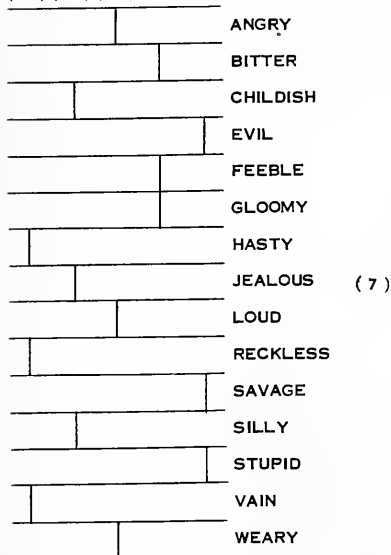 ANGRY
BITTER
CHILDISH
EVIL
FEEBLE
GLOOMY
HASTY
JEALOUS (7)
LOUD
RECKLESS
SAVAGE
SILLY
STUPID
VAIN
WEARY